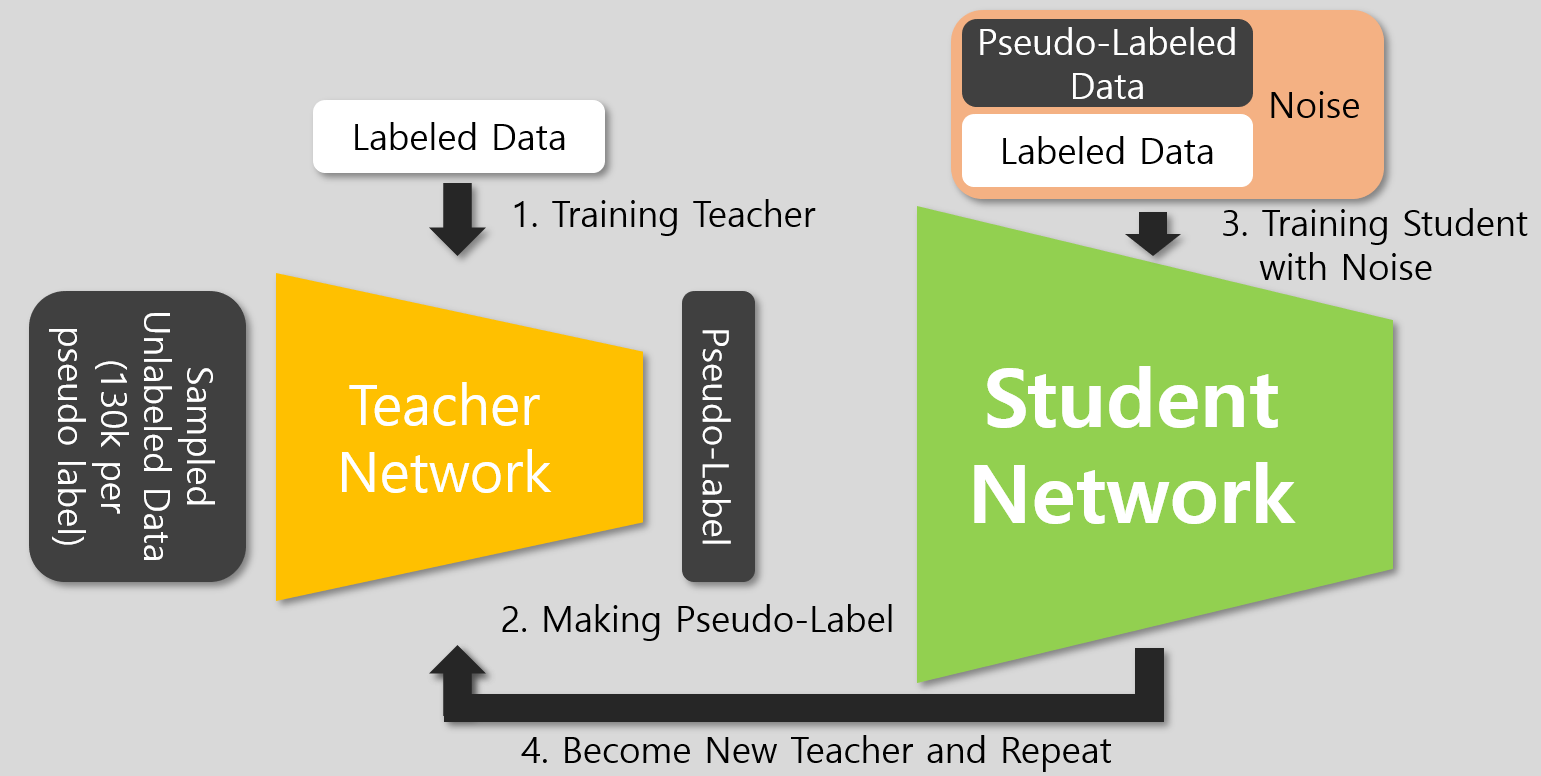 Labeled Data
1. Training Teacher
Sampled
Unlabeled Data
(130k per
pseudo label)
Teacher
Network
Pseudo-Label
2. Making Pseudo-Label
Pseudo-Labeled
Data
Labeled Data
Noise
3. Training Student
with Noise
Student
Network
4. Become New Teacher and Repeat